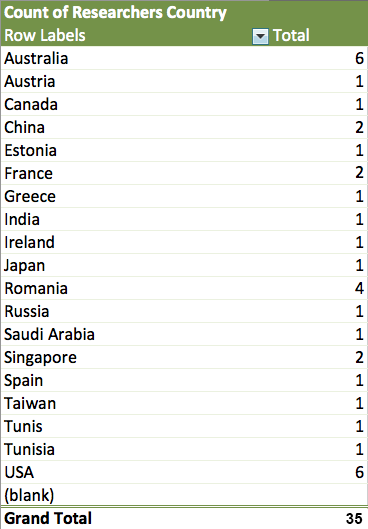 Count of Researchers Country
Row Labels Total
Australia 6
Austria 1
Canada 1
China 2
Estonia 1
France 2
Greece 1
India 1
Ireland 1
Japan 1
Romania 4
Russia 1
Saudi Arabia 1
Singapore 2
Spain 1
Taiwan 1
Tunis 1
Tunisia 1
USA 6
(blank)
Grand Total 35